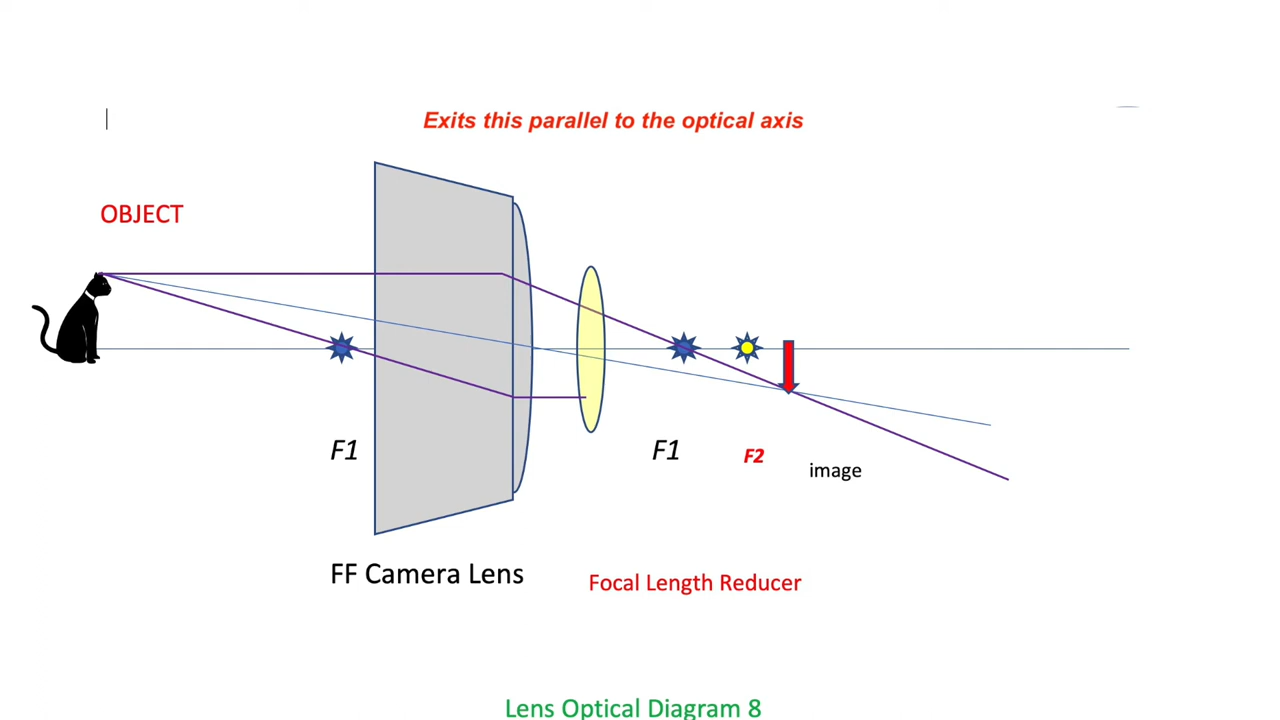 Exits this parallel to the optical axis
OBJECT
F1
F1
F2
image
FF Camera Lens
Focal Length Reducer
Lens Optical Diagram 8